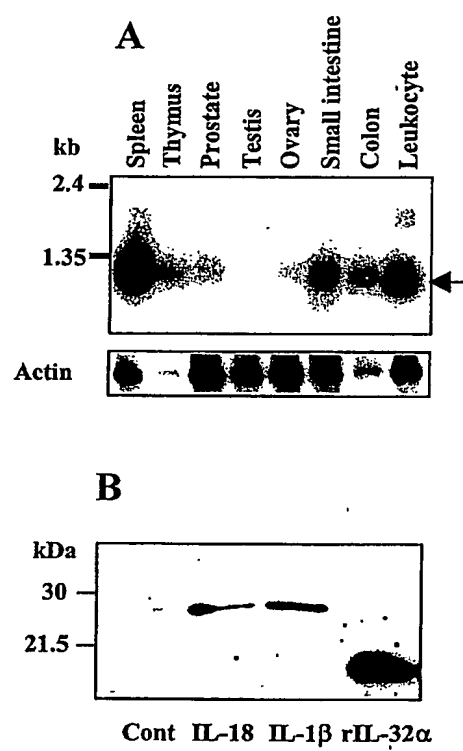 A
kb
Spleen
Thymus
Prostate
Testis
Ovary
Small intestine
Colon
Leukocyte
2.4
1.35
Actin
B
kDa
30
21.5
Cont IL-18 IL-1β rIL-32α